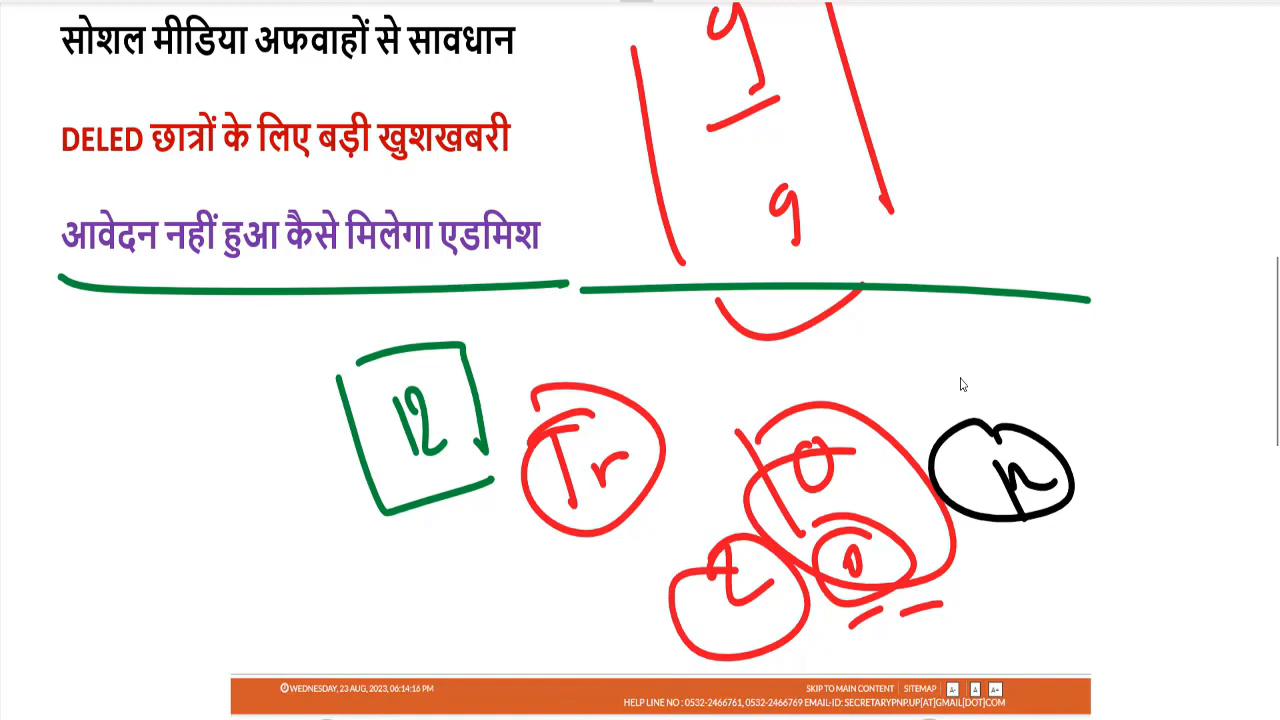 सोशल मीडिया अफवाहों से सावधान
DELED छात्रों के लिए बड़ी खुशखबरी
आवेदन नहीं हुआ कैसे मिलेगा एडमिश
9
9
12
Tr
WEDNESDAY, 23 AUG, 2023, 06:14:16 PM
SKIP TO MAIN CONTENT SITEMAP A- A A+
HELP LINE NO : 0532-2466761, 0532-2466769 EMAIL-ID: SECRETARYPNP.UP[AT]GMAIL[DOT]COM